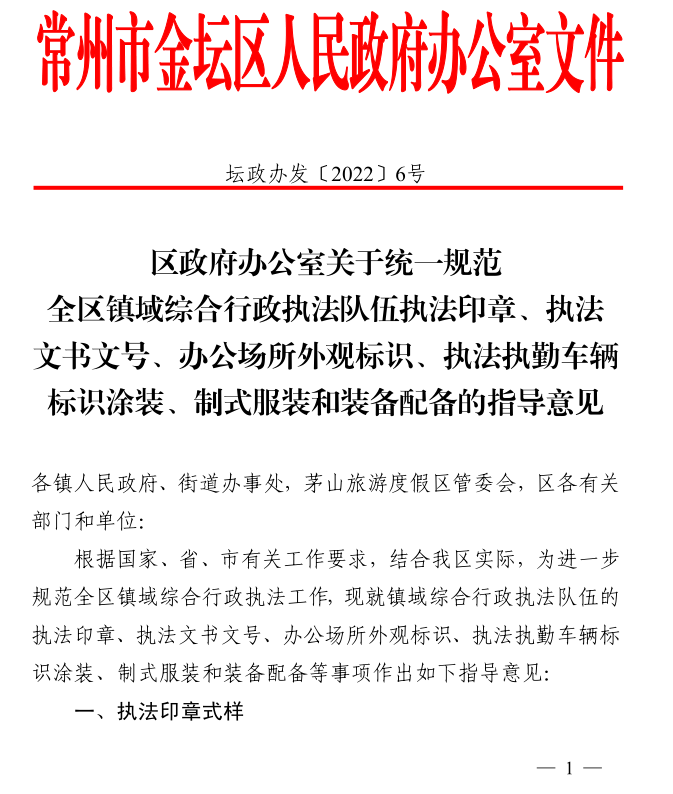 常州市金坛区人民政府办公室文件
坛政办发〔2022〕6号
区政府办公室关于统一规范
全区镇域综合行政执法队伍执法印章、执法
文书文号、办公场所外观标识、执法执勤车辆
标识涂装、制式服装和装备配备的指导意见
各镇人民政府、街道办事处，茅山旅游度假区管委会，区各有关
部门和单位：
根据国家、省、市有关工作要求，结合我区实际，为进一步
规范全区镇域综合行政执法工作，现就镇域综合行政执法队伍的
执法印章、执法文书文号、办公场所外观标识、执法执勤车辆标
识涂装、制式服装和装备配备等事项作出如下指导意见：
一、执法印章式样
— 1 —